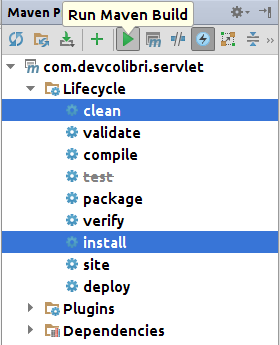 Maven P
Run Maven Build
com.devcolibri.servlet
Lifecycle
clean
validate
compile
test
package
verify
install
site
deploy
Plugins
Dependencies